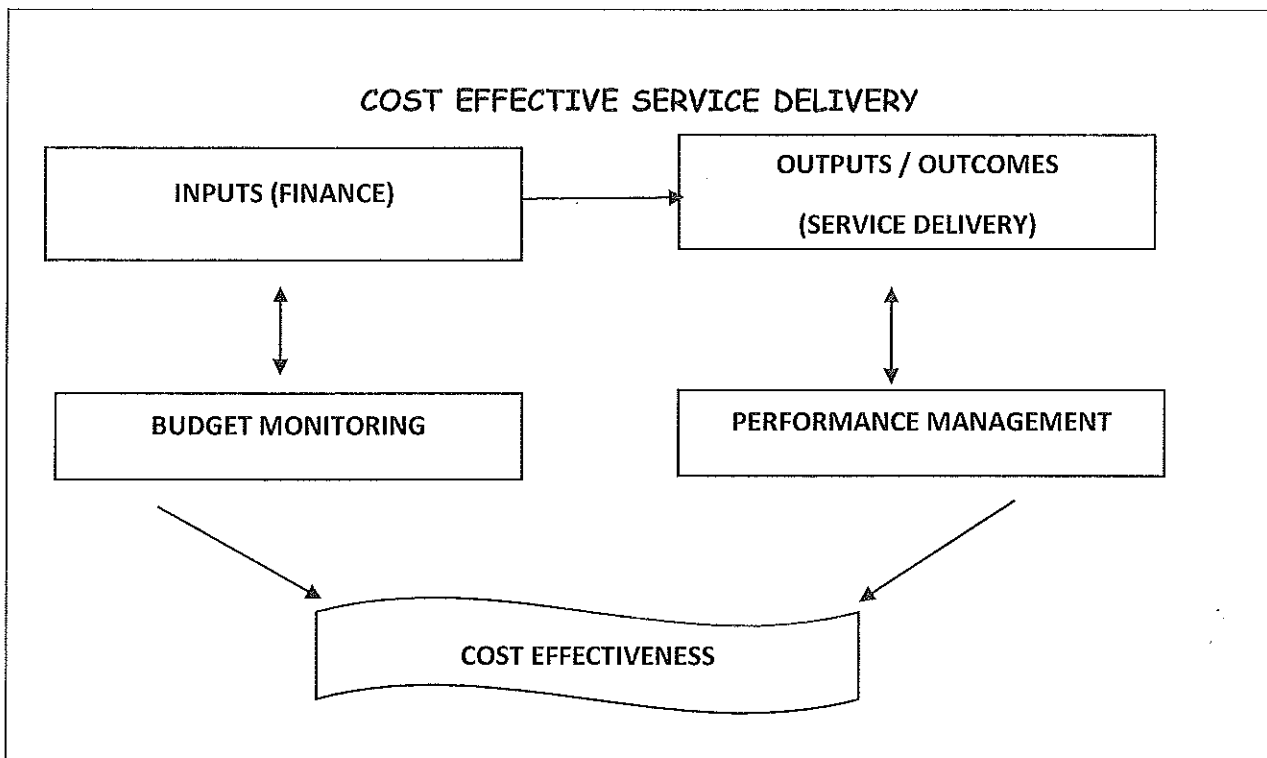 COST EFFECTIVE SERVICE DELIVERY
INPUTS (FINANCE)
OUTPUTS / OUTCOMES
(SERVICE DELIVERY)
BUDGET MONITORING
PERFORMANCE MANAGEMENT
COST EFFECTIVENESS